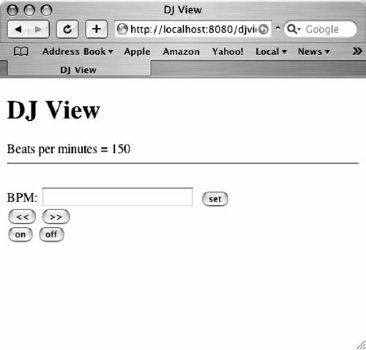 DJ View
http://localhost:8080/djvi Google
Address Book Apple Amazon Yahoo! Local News >>
DJ View
DJ View
Beats per minutes = 150
BPM: set
<< >>
on off